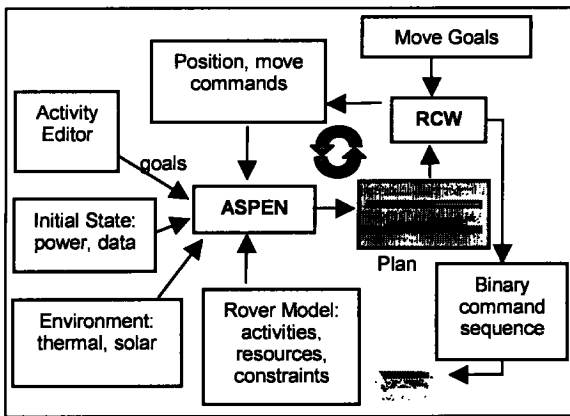 Move Goals
Position, move
commands
RCW
Activity
Editor
goals
ASPEN
Initial State:
power, data
Plan
Environment:
thermal, solar
Rover Model:
activities,
resources,
constraints
Binary
command
sequence